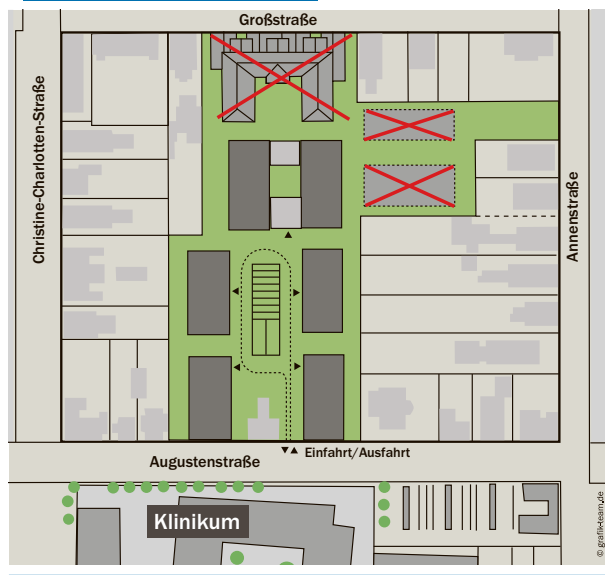 Großstraße
Christine-Charlotten-Straße
Annenstraße
Einfahrt/Ausfahrt
Augustenstraße
Klinikum
© grafik-team.de